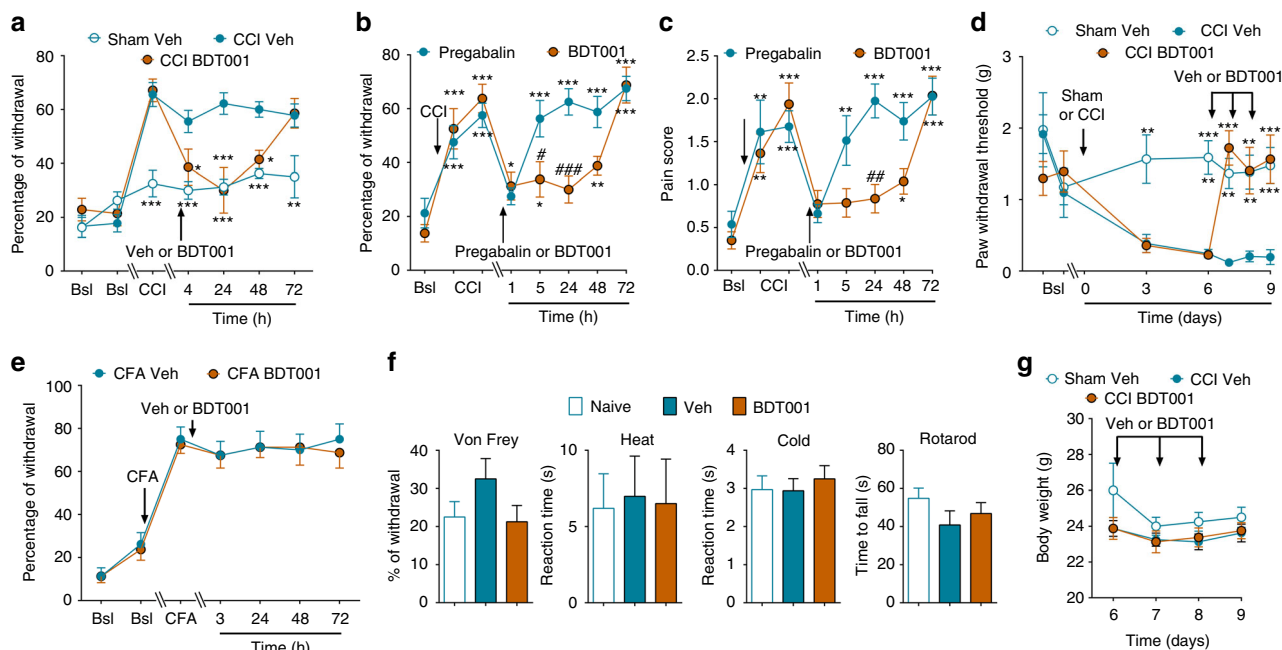 a
Sham Veh CCI Veh
CCI BDT001
Percentage of withdrawal
80
60
40
20
0
***
***
***
***
***
***
**
*
*
Veh or BDT001
Bsl Bsl CCI 4 24 48 72
Time (h)
b
Pregabalin BDT001
Percentage of withdrawal
80
60
40
20
0
CCI
***
***
***
***
***
***
***
***
*
#
*
###
**
Pregabalin or BDT001
Bsl CCI 1 5 24 48 72
Time (h)
c
Pregabalin BDT001
Pain score
2.5
2.0
1.5
1.0
0.5
0.0
**
***
**
***
**
***
***
***
***
##
*
Pregabalin or BDT001
Bsl CCI 1 5 24 48 72
Time (h)
d
Sham Veh CCI Veh
CCI BDT001
Veh or BDT001
Sham
or CCI
Paw withdrawal threshold (g)
3
2
1
0
**
***
***
**
***
**
**
**
***
Bsl 0 3 6 9
Time (days)
e
CFA Veh CFA BDT001
Veh or BDT001
CFA
Percentage of withdrawal
100
80
60
40
20
0
Bsl Bsl CFA 3 24 48 72
Time (h)
f
Naive Veh BDT001
Von Frey
% of withdrawal
40
30
20
10
0
Heat
Reaction time (s)
10
5
0
Cold
Reaction time (s)
4
3
2
1
0
Rotarod
Time to fall (s)
80
60
40
20
0
g
Sham Veh CCI Veh
CCI BDT001
Veh or BDT001
Body weight (g)
28
26
24
22
20
6 7 8 9
Time (days)